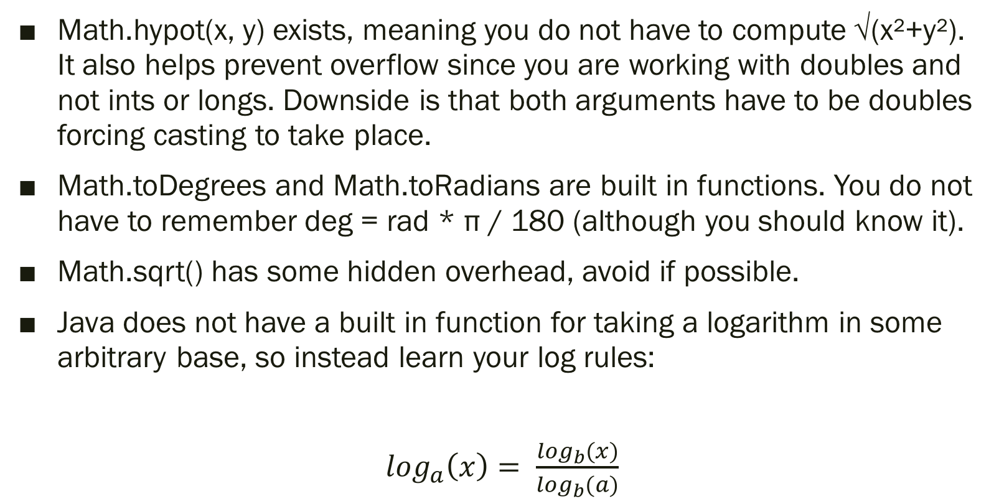 ■ Math.hypot(x, y) exists, meaning you do not have to compute √(x²+y²).
It also helps prevent overflow since you are working with doubles and
not ints or longs. Downside is that both arguments have to be doubles
forcing casting to take place.
■ Math.toDegrees and Math.toRadians are built in functions. You do not
have to remember deg = rad * π / 180 (although you should know it).
■ Math.sqrt() has some hidden overhead, avoid if possible.
■ Java does not have a built in function for taking a logarithm in some
arbitrary base, so instead learn your log rules:
log_a(x) = log_b(x) / log_b(a)